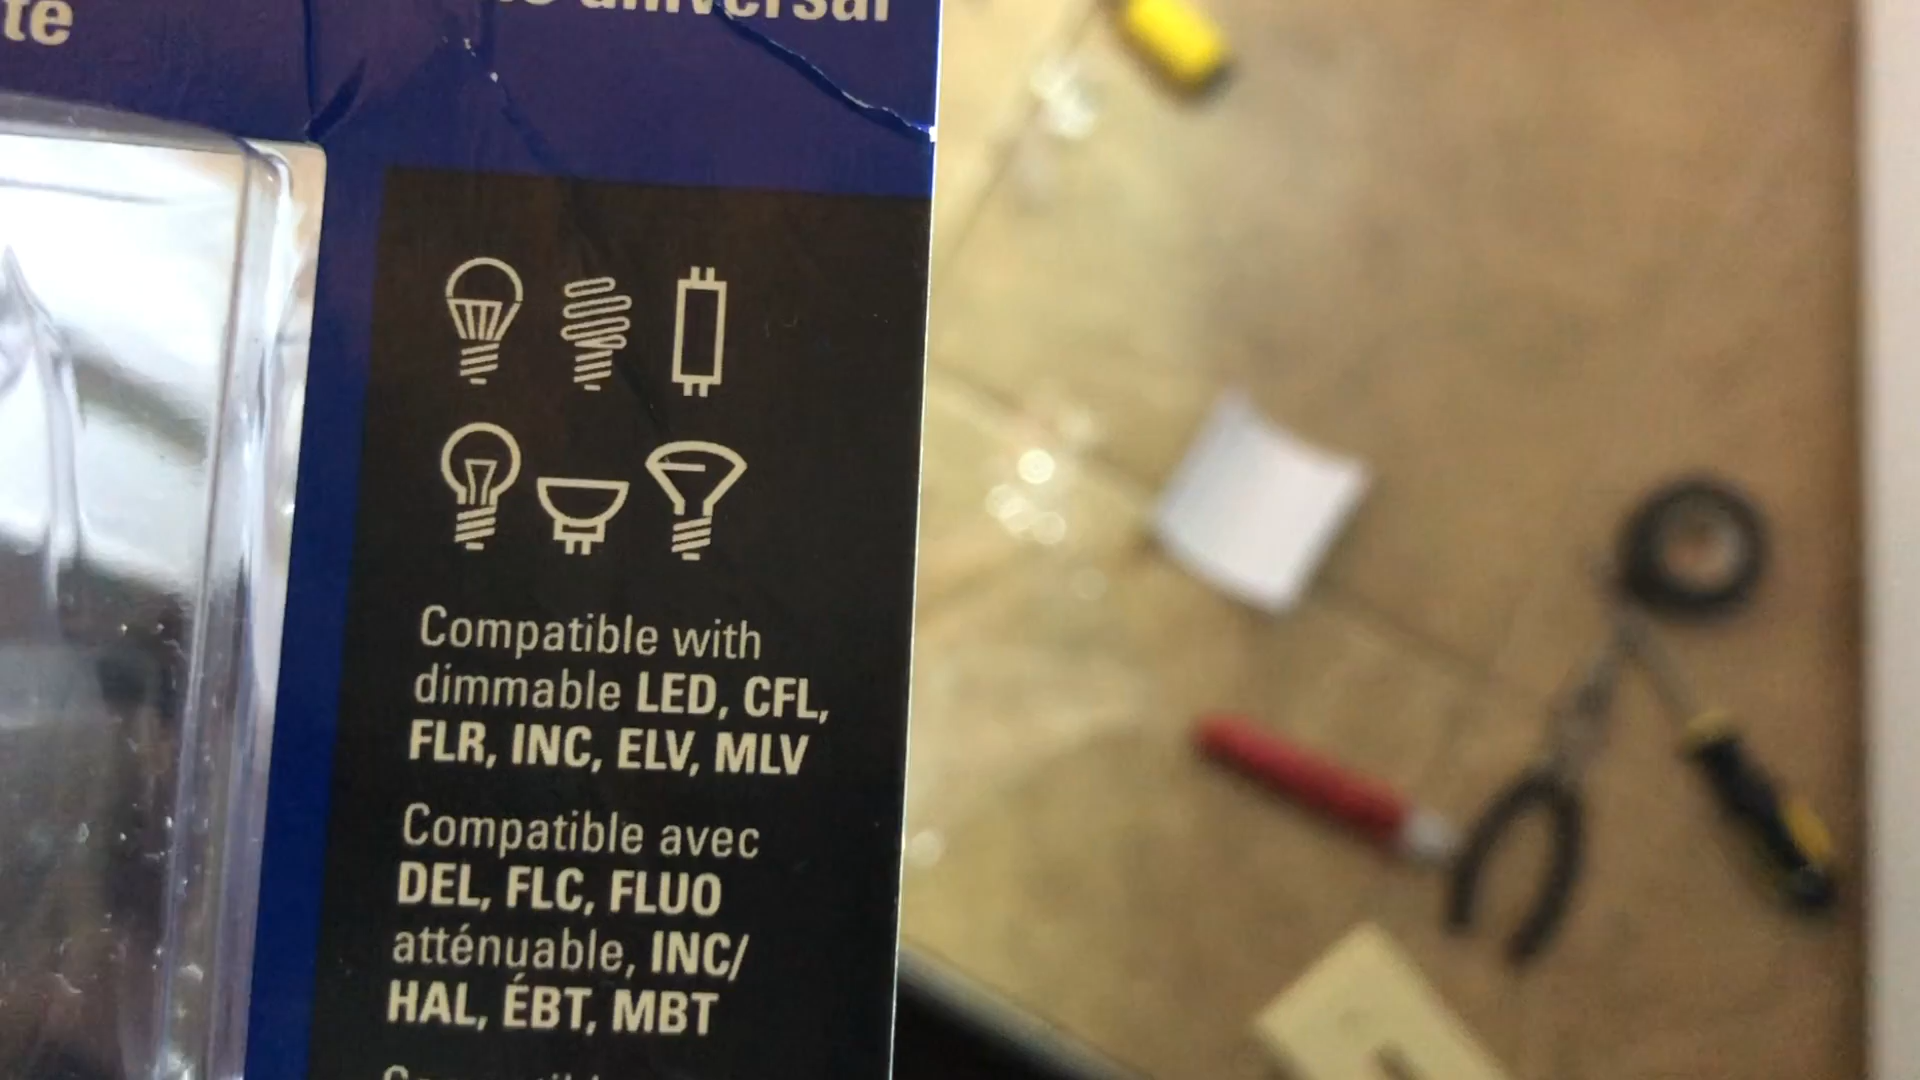 te
universal
Compatible with
dimmable LED, CFL,
FLR, INC, ELV, MLV
Compatible avec
DEL, FLC, FLUO
atténuable, INC/
HAL, ÉBT, MBT